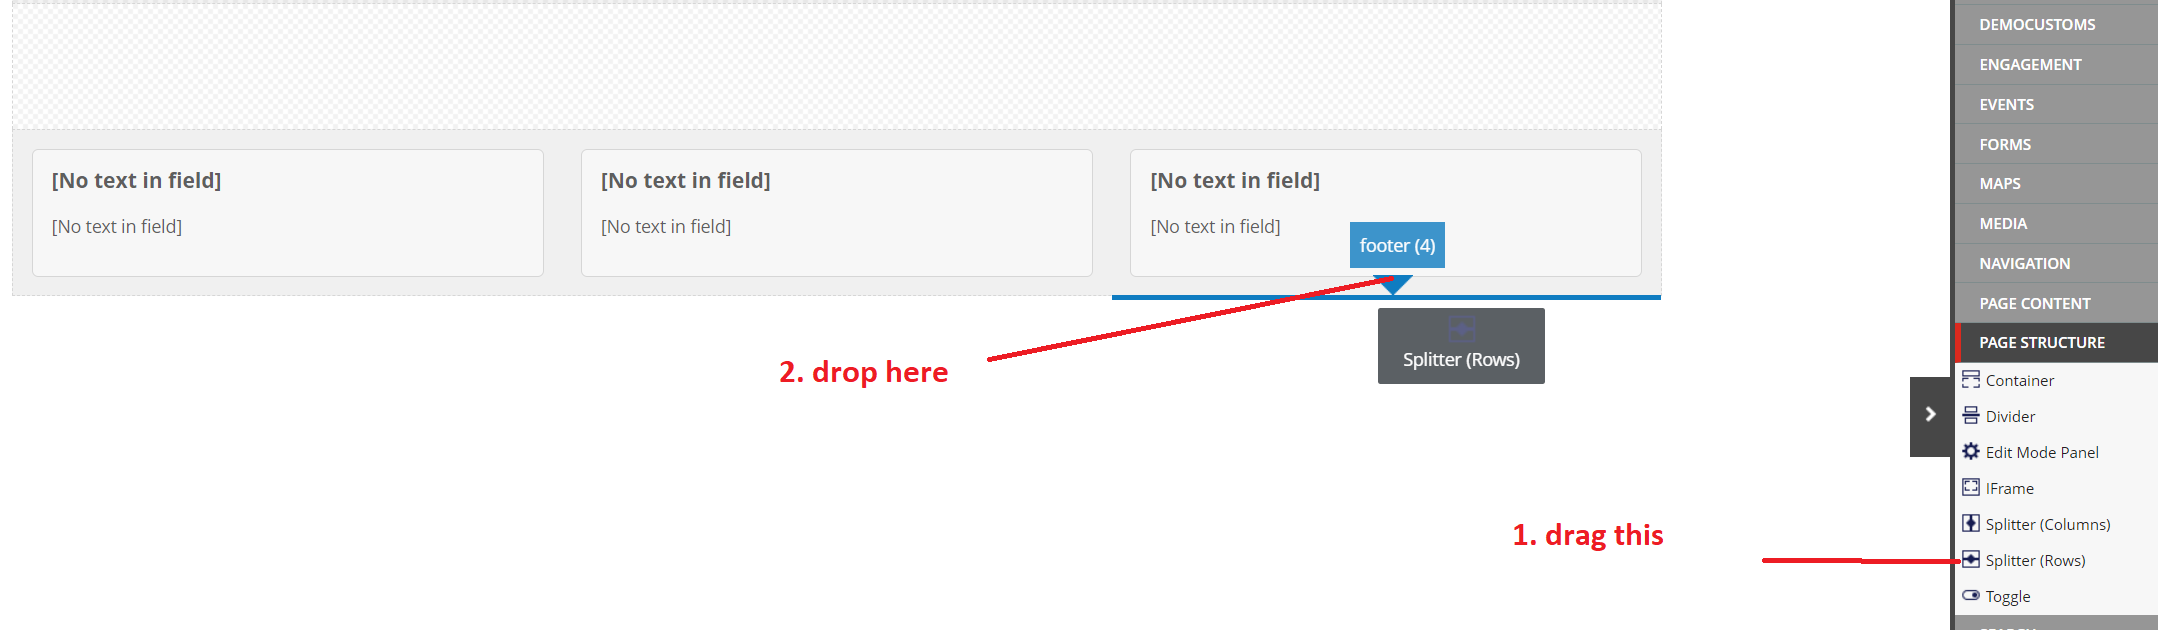 DEMOCUSTOMS
ENGAGEMENT
EVENTS
FORMS
MAPS
MEDIA
NAVIGATION
PAGE CONTENT
PAGE STRUCTURE
Container
Divider
Edit Mode Panel
IFrame
Splitter (Columns)
Splitter (Rows)
Toggle
[No text in field]
[No text in field]
[No text in field]
[No text in field]
[No text in field]
[No text in field]
footer (4)
Splitter (Rows)
2. drop here
1. drag this